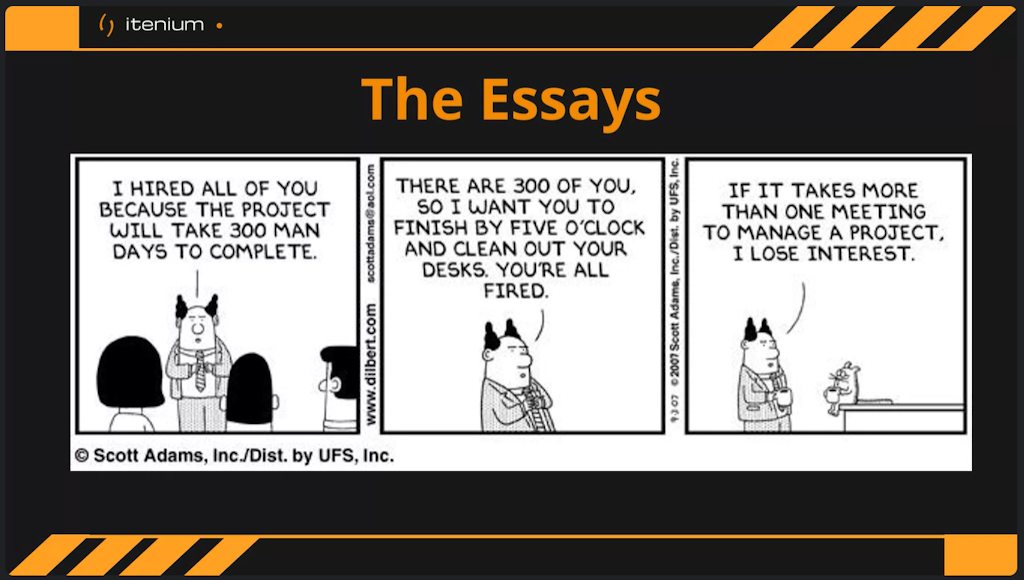 itenium
The Essays
I HIRED ALL OF YOU
BECAUSE THE PROJECT
WILL TAKE 300 MAN
DAYS TO COMPLETE.
www.dilbert.com scottadams@aol.com
THERE ARE 300 OF YOU,
SO I WANT YOU TO
FINISH BY FIVE O'CLOCK
AND CLEAN OUT YOUR
DESKS. YOU'RE ALL
FIRED.
9-3-07 ©2007 Scott Adams, Inc./Dist. by UFS, Inc.
IF IT TAKES MORE
THAN ONE MEETING
TO MANAGE A PROJECT,
I LOSE INTEREST.
© Scott Adams, Inc./Dist. by UFS, Inc.